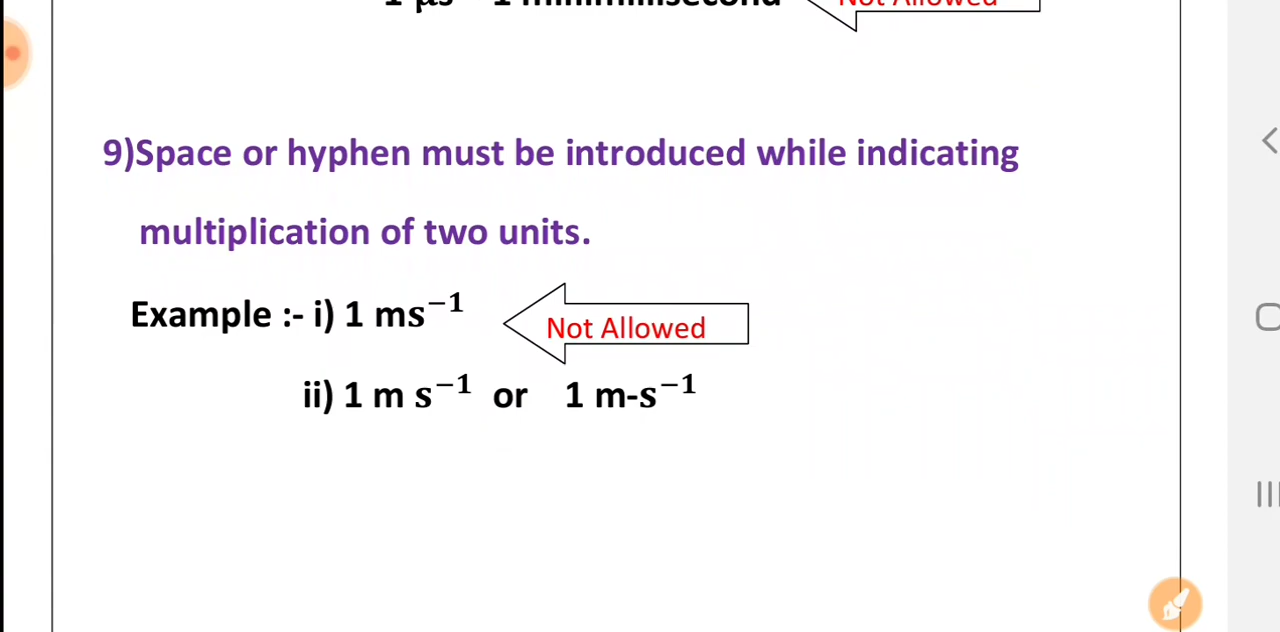 9)Space or hyphen must be introduced while indicating
multiplication of two units.
Example :- i) 1 ms⁻¹ Not Allowed
ii) 1 m s⁻¹ or 1 m-s⁻¹